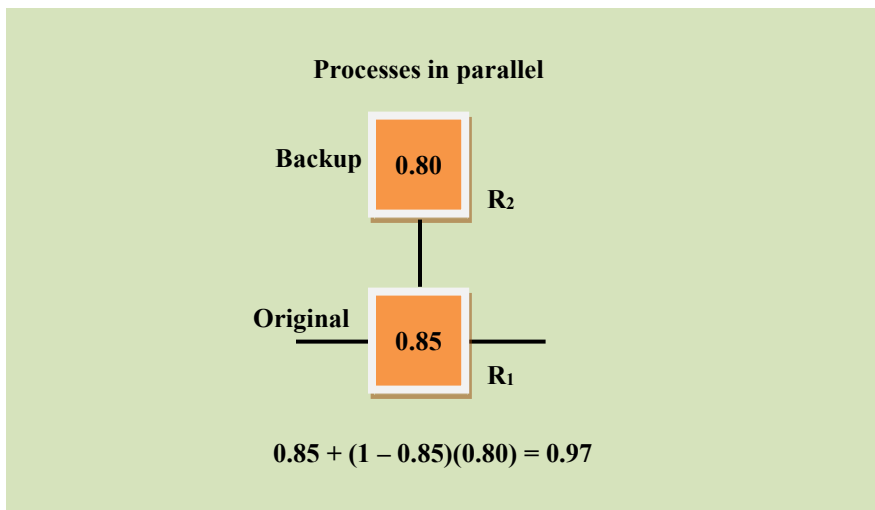 Processes in parallel
Backup
0.80
R₂
Original
0.85
R₁
0.85 + (1 – 0.85)(0.80) = 0.97